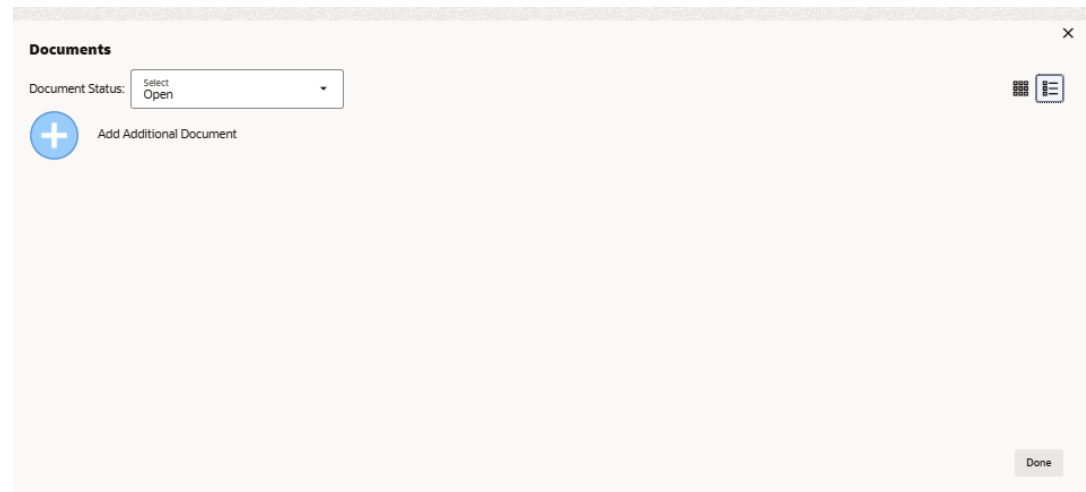 Documents
Document Status:
Select
Open
Add Additional Document
Done